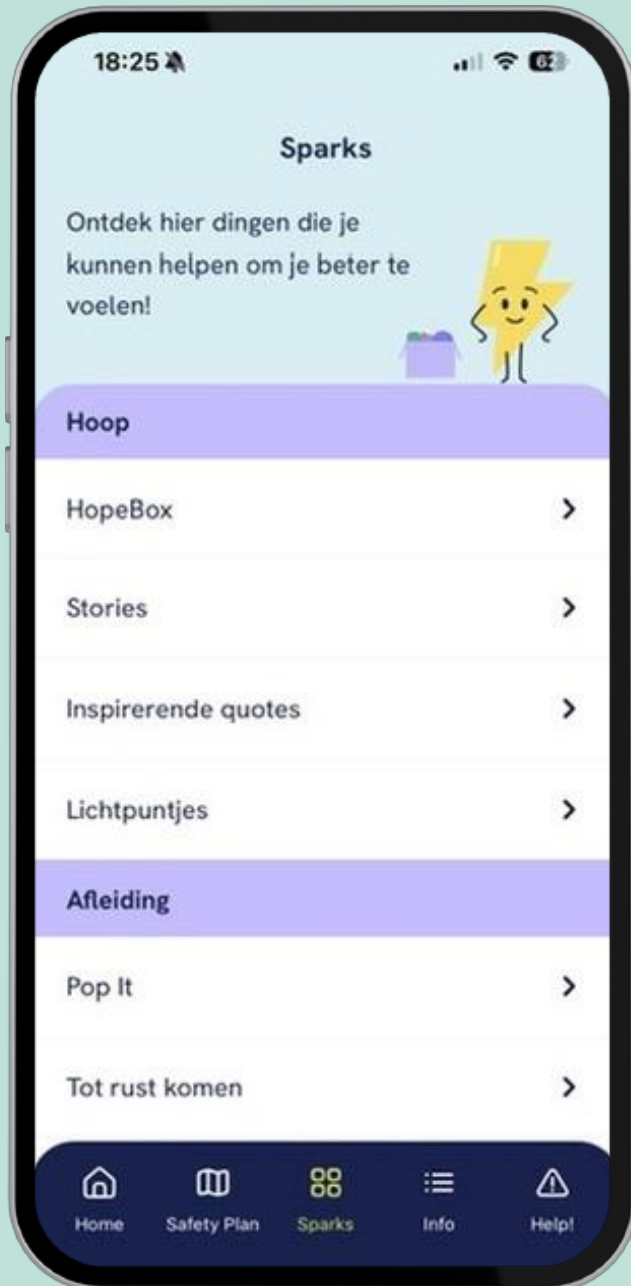 18:25
62
Sparks
Ontdek hier dingen die je
kunnen helpen om je beter te
voelen!
Hoop
HopeBox
Stories
Inspirerende quotes
Lichtpuntjes
Afleiding
Pop It
Tot rust komen
Home Safety Plan Sparks Info Help!